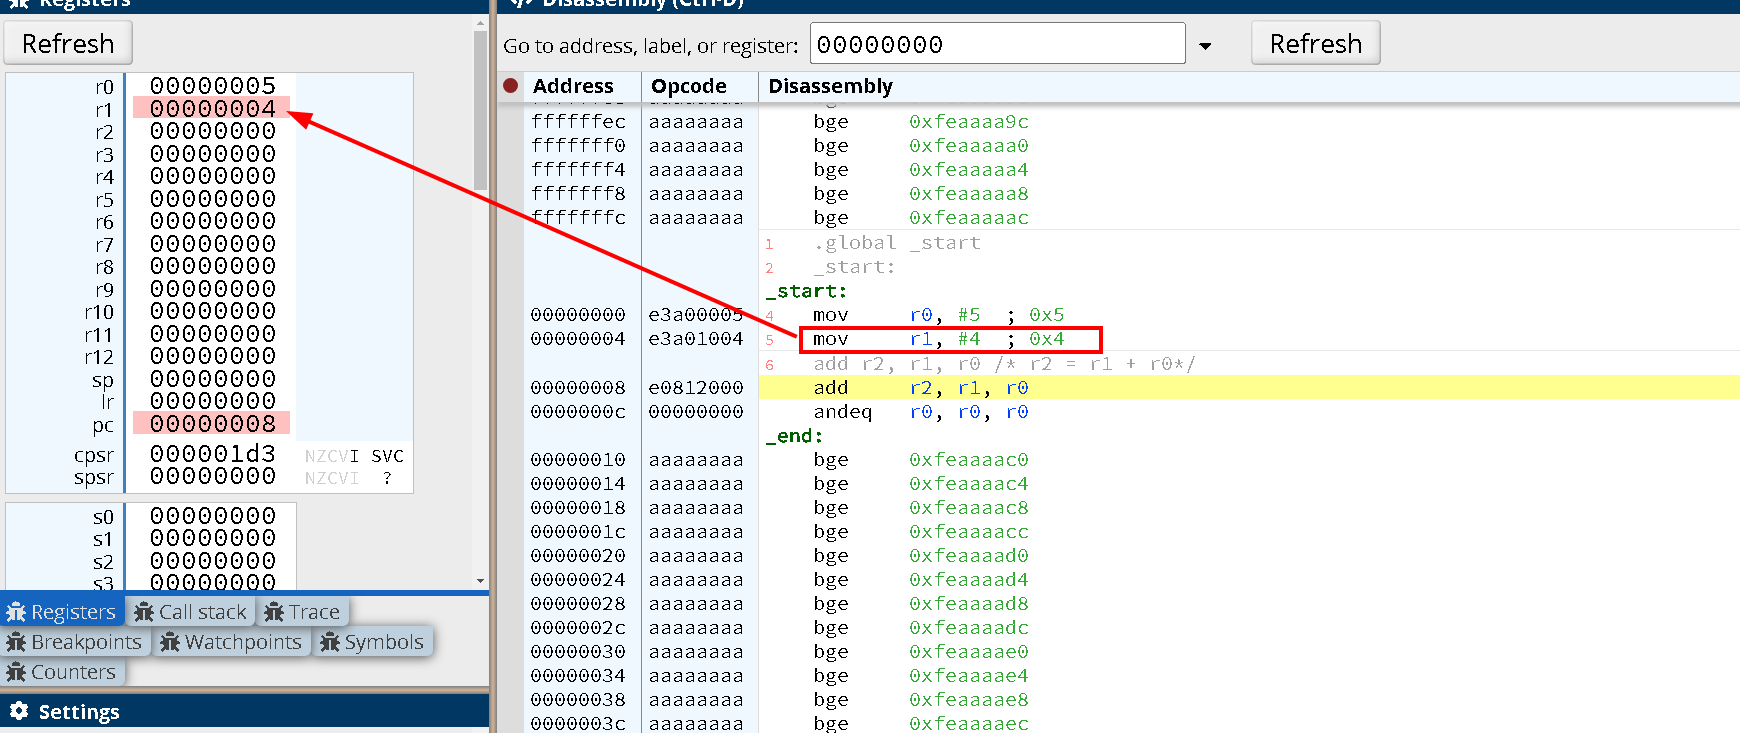 Registers
Refresh
r0 00000005
r1 00000004
r2 00000000
r3 00000000
r4 00000000
r5 00000000
r6 00000000
r7 00000000
r8 00000000
r9 00000000
r10 00000000
r11 00000000
r12 00000000
sp 00000000
lr 00000000
pc 00000008
cpsr 000001d3 NZCVI SVC
spsr 00000000 NZCVI ?
s0 00000000
s1 00000000
s2 00000000
s3 00000000
Registers Call stack Trace
Breakpoints Watchpoints Symbols
Counters
Settings
Disassembly (Ctrl-D)
Go to address, label, or register: 00000000 Refresh
Address Opcode Disassembly
ffffffec aaaaaaaa bge 0xfeaaaa9c
fffffff0 aaaaaaaa bge 0xfeaaaaa0
fffffff4 aaaaaaaa bge 0xfeaaaaa4
fffffff8 aaaaaaaa bge 0xfeaaaaa8
fffffffc aaaaaaaa bge 0xfeaaaaac
1 .global _start
2 _start:
_start:
00000000 e3a00005 4 mov r0, #5 ; 0x5
00000004 e3a01004 5 mov r1, #4 ; 0x4
6 add r2, r1, r0 /* r2 = r1 + r0*/
00000008 e0812000 add r2, r1, r0
0000000c 00000000 andeq r0, r0, r0
_end:
00000010 aaaaaaaa bge 0xfeaaaac0
00000014 aaaaaaaa bge 0xfeaaaac4
00000018 aaaaaaaa bge 0xfeaaaac8
0000001c aaaaaaaa bge 0xfeaaaacc
00000020 aaaaaaaa bge 0xfeaaaad0
00000024 aaaaaaaa bge 0xfeaaaad4
00000028 aaaaaaaa bge 0xfeaaaad8
0000002c aaaaaaaa bge 0xfeaaaadc
00000030 aaaaaaaa bge 0xfeaaaae0
00000034 aaaaaaaa bge 0xfeaaaae4
00000038 aaaaaaaa bge 0xfeaaaae8
0000003c aaaaaaaa bge 0xfeaaaaec